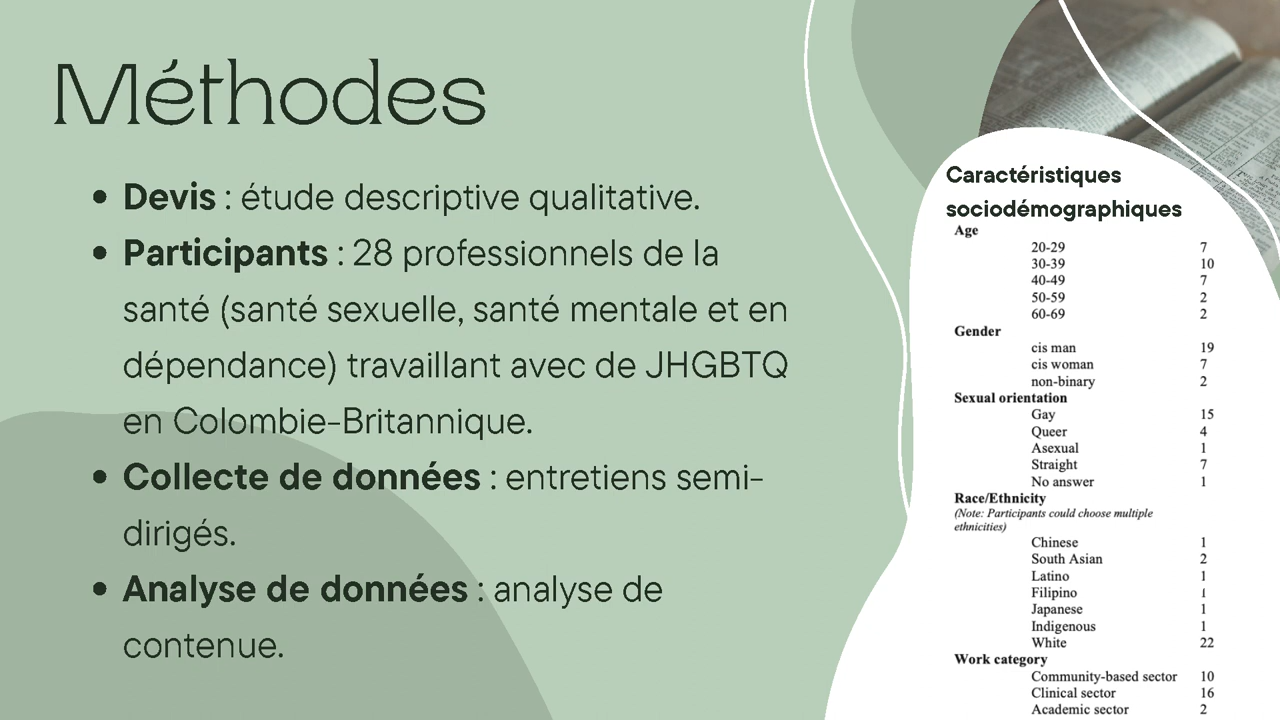 Méthodes
• Devis : étude descriptive qualitative.
• Participants : 28 professionnels de la
santé (santé sexuelle, santé mentale et en
dépendance) travaillant avec de JHGBTQ
en Colombie-Britannique.
• Collecte de données : entretiens semi-
dirigés.
• Analyse de données : analyse de
contenue.
Caractéristiques
sociodémographiques
Age
20-29 7
30-39 10
40-49 7
50-59 2
60-69 2
Gender
cis man 19
cis woman 7
non-binary 2
Sexual orientation
Gay 15
Queer 4
Asexual 1
Straight 7
No answer 1
Race/Ethnicity
(Note: Participants could choose multiple
ethnicities)
Chinese 1
South Asian 2
Latino 1
Filipino 1
Japanese 1
Indigenous 1
White 22
Work category
Community-based sector 10
Clinical sector 16
Academic sector 2